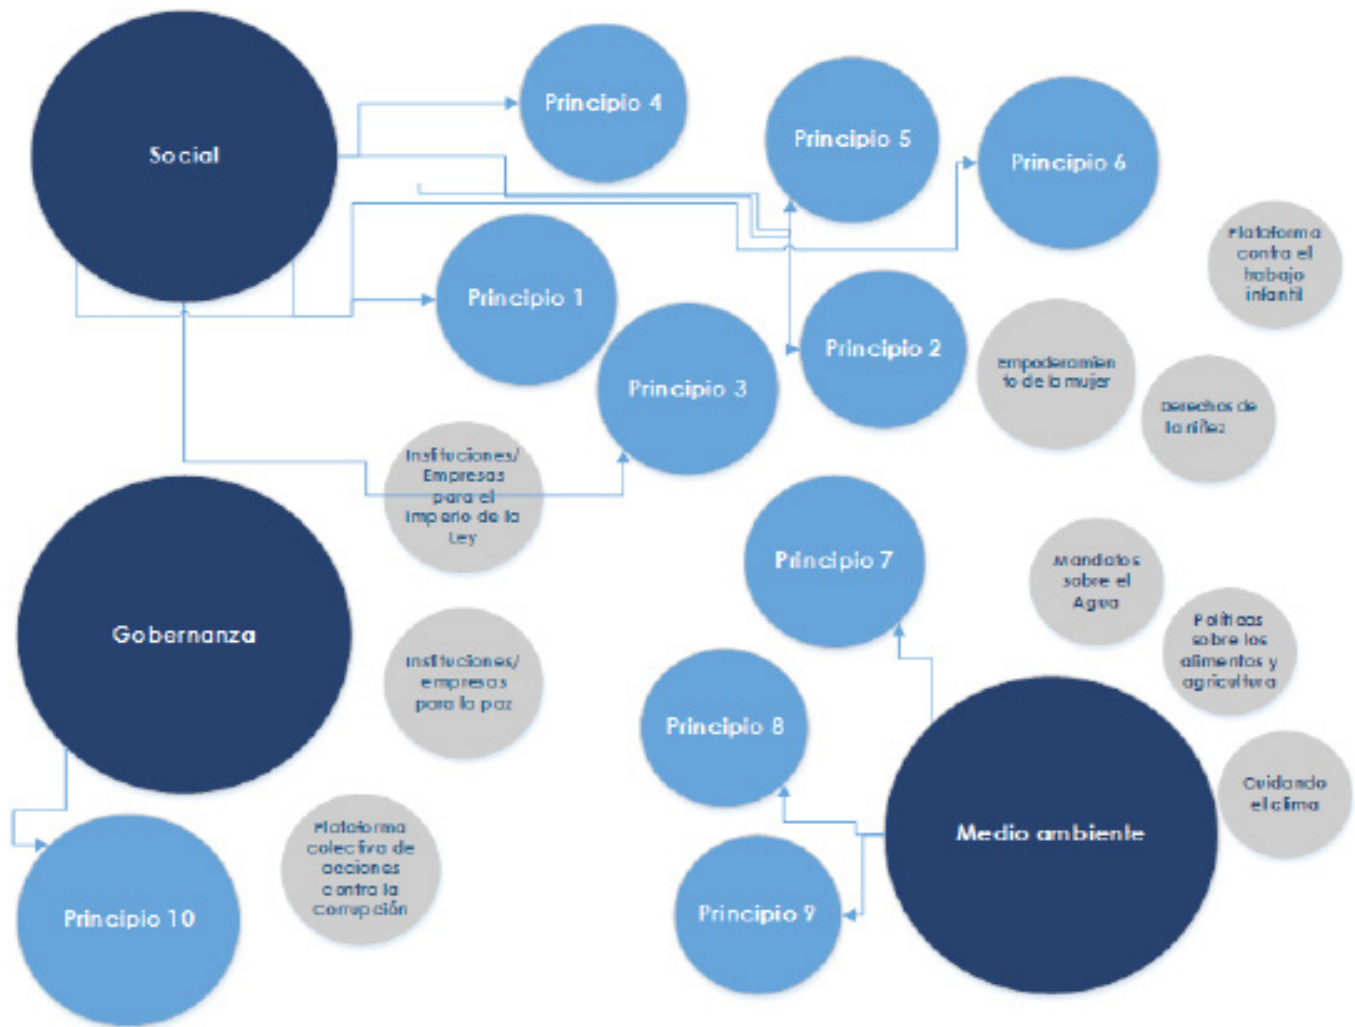 Social
Principio 4
Principio 5
Principio 6
Plataforma
contra el
trabajo
infantil
Principio 1
Principio 2
Principio 3
Empoderamien
to de la mujer
Derechos de
la niñez
Instituciones/
Empresas
para el
imperio de la
Ley
Principio 7
Mandatos
sobre el
Agua
Gobernanza
Políticas
sobre los
alimentos y
agricultura
Instituciones/
empresas
para la paz
Principio 8
Cuidando
el clima
Medio ambiente
Plataforma
colectiva de
acciones
contra la
Corrupción
Principio 9
Principio 10